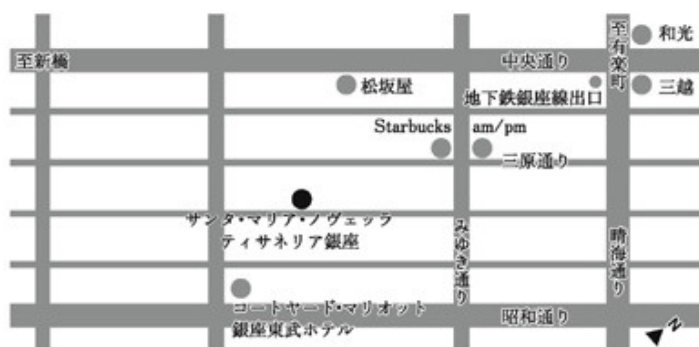 和光
至有楽町
至新橋
中央通り
松坂屋
地下鉄銀座線出口
三越
Starbucks
am/pm
三原通り
サンタ・マリア・ノヴェッラ
ティサネリア銀座
みゆき通り
晴海通り
コートヤード・マリオット
銀座東武ホテル
昭和通り
N